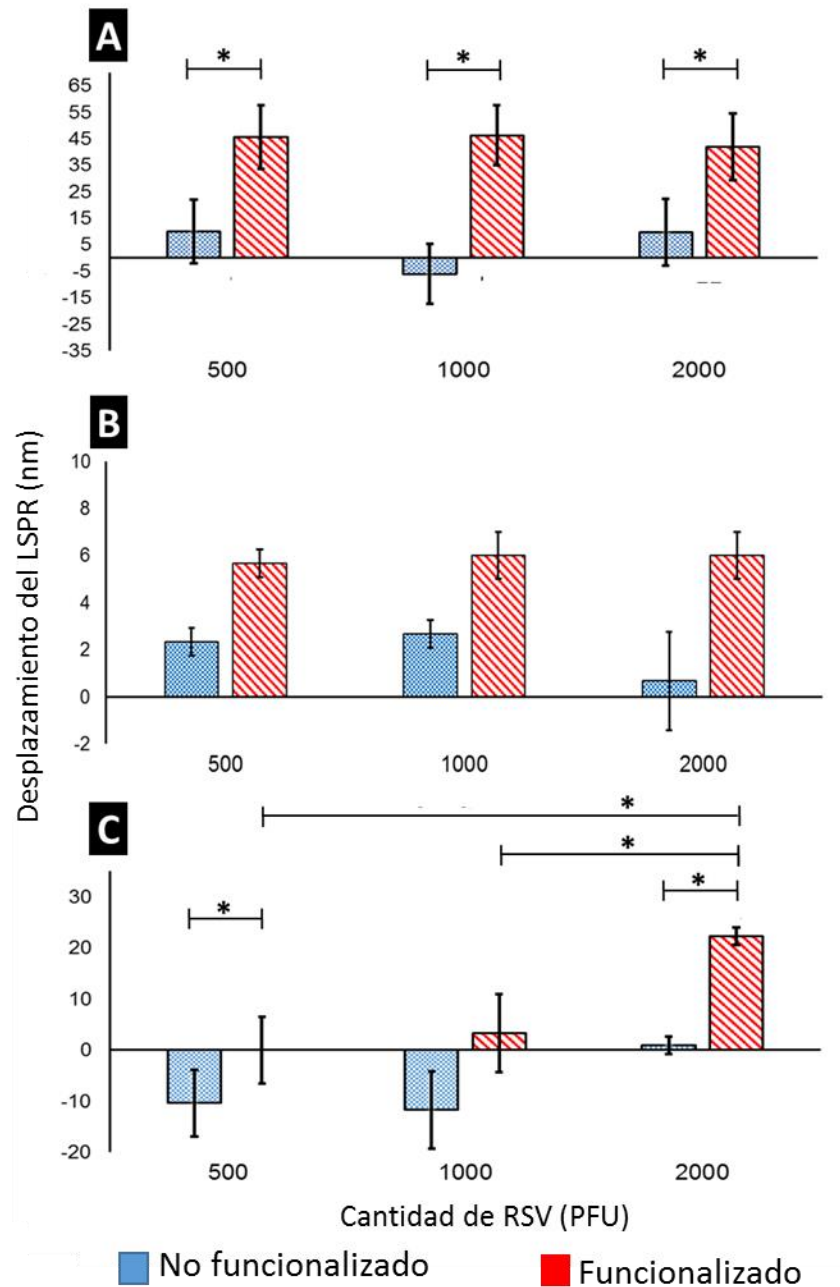 A
* * *
65
55
45
35
25
15
5
-5
-15
-25
-35
500 1000 2000
B
10
8
6
4
2
0
-2
500 1000 2000
Desplazamiento del LSPR (nm)
C
*
*
*
*
30
20
10
0
-10
-20
500 1000 2000
Cantidad de RSV (PFU)
No funcionalizado Funcionalizado